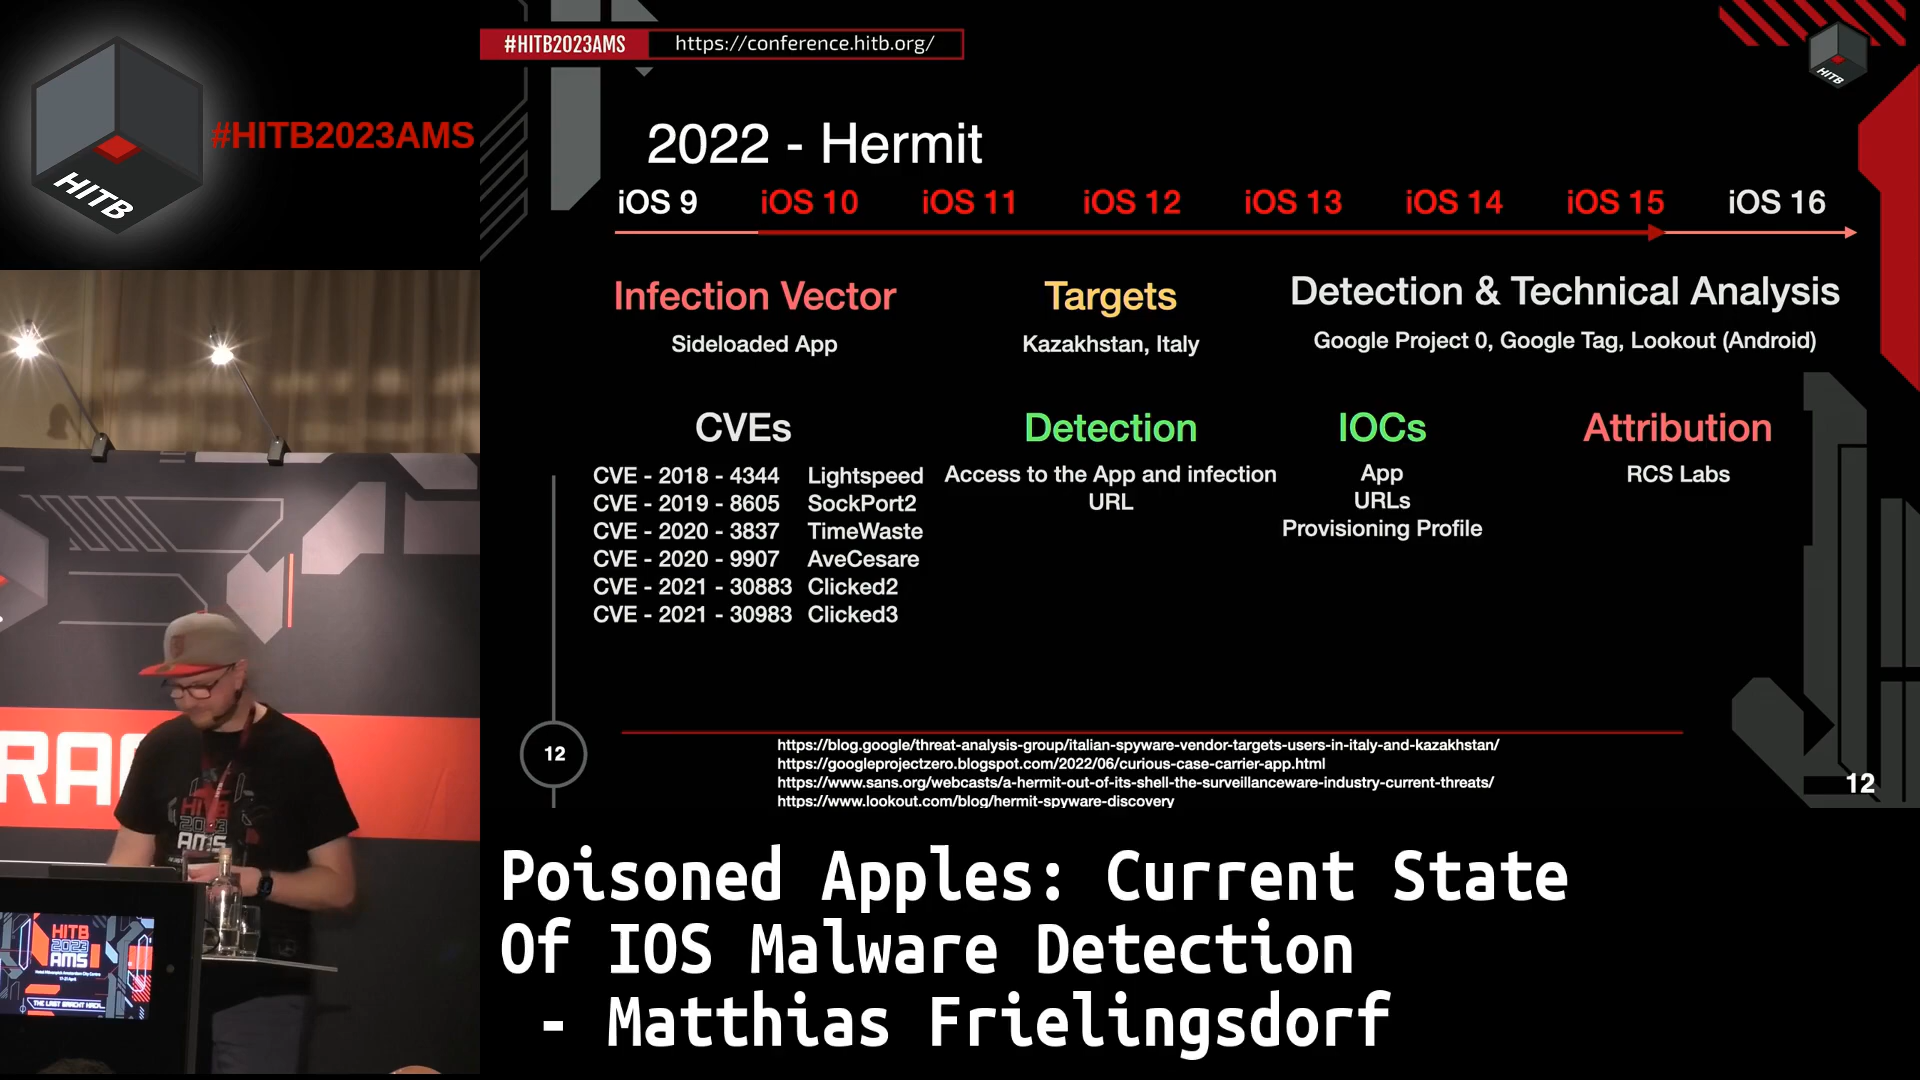 HITB
#HITB2023AMS
#HITB2023AMS https://conference.hitb.org/
HITB
2022 - Hermit
iOS 9 iOS 10 iOS 11 iOS 12 iOS 13 iOS 14 iOS 15 iOS 16
Infection Vector
Sideloaded App
Targets
Kazakhstan, Italy
Detection & Technical Analysis
Google Project 0, Google Tag, Lookout (Android)
CVEs
CVE - 2018 - 4344 Lightspeed
CVE - 2019 - 8605 SockPort2
CVE - 2020 - 3837 TimeWaste
CVE - 2020 - 9907 AveCesare
CVE - 2021 - 30883 Clicked2
CVE - 2021 - 30983 Clicked3
Detection
Access to the App and infection
URL
IOCs
App
URLs
Provisioning Profile
Attribution
RCS Labs
12
https://blog.google/threat-analysis-group/italian-spyware-vendor-targets-users-in-italy-and-kazakhstan/
https://googleprojectzero.blogspot.com/2022/06/curious-case-carrier-app.html
https://www.sans.org/webcasts/a-hermit-out-of-its-shell-the-surveillanceware-industry-current-threats/
https://www.lookout.com/blog/hermit-spyware-discovery
12
RA
HITB
2023
AMS
HITB
2023
AMS
Poisoned Apples: Current State
Of IOS Malware Detection
- Matthias Frielingsdorf